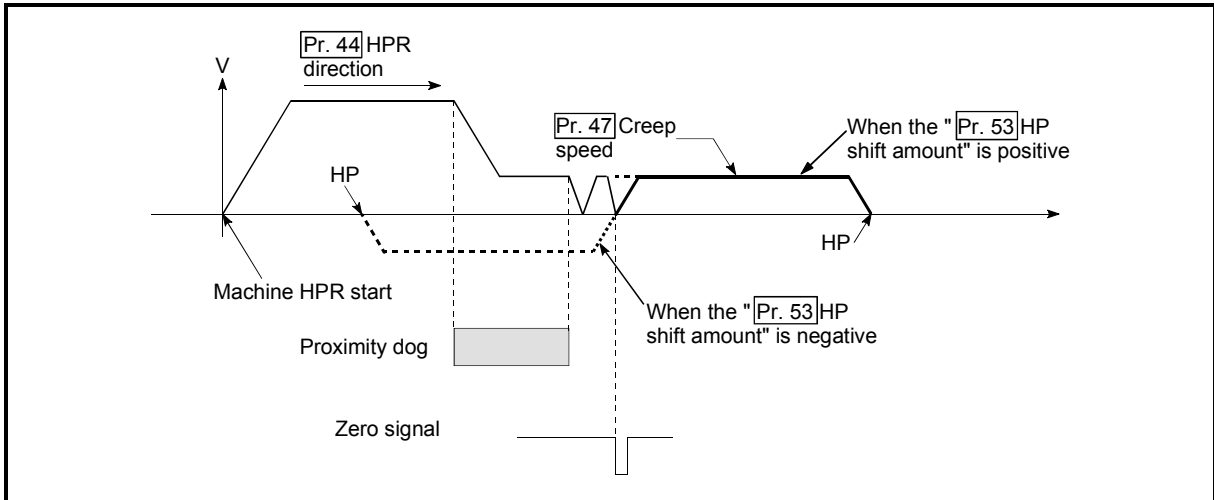 Pr. 44 HPR
direction
V
Pr. 47 Creep
speed
When the " Pr. 53 HP
shift amount" is positive
HP
HP
Machine HPR start
When the " Pr. 53 HP
shift amount" is negative
Proximity dog
Zero signal